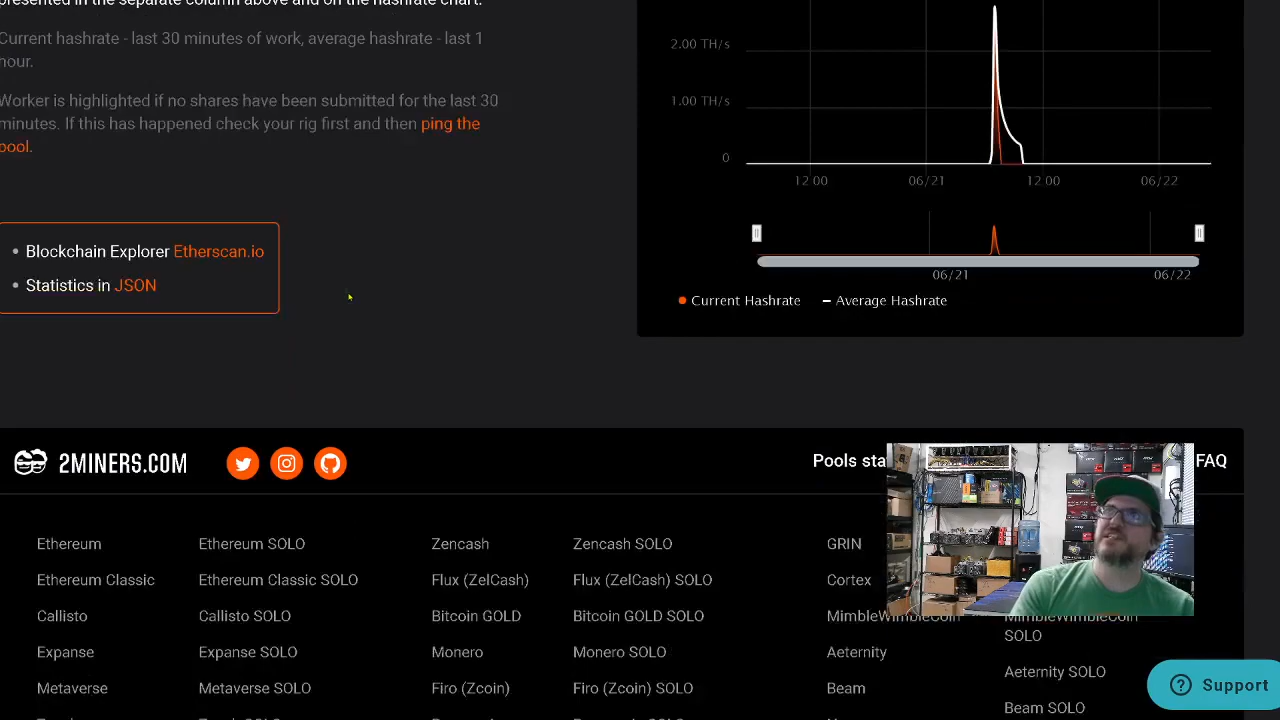 presented in the separate column above and on the hashrate chart.
Current hashrate - last 30 minutes of work, average hashrate - last 1
hour.
Worker is highlighted if no shares have been submitted for the last 30
minutes. If this has happened check your rig first and then ping the
pool.
Blockchain Explorer Etherscan.io
Statistics in JSON
2.00 TH/s
1.00 TH/s
0
12 00 06/21 12:00 06/22
06/21 06/22
Current Hashrate Average Hashrate
2MINERS.COM
Pools sta
FAQ
Ethereum Ethereum SOLO Zencash Zencash SOLO GRIN
Ethereum Classic Ethereum Classic SOLO Flux (ZelCash) Flux (ZelCash) SOLO Cortex
Callisto Callisto SOLO Bitcoin GOLD Bitcoin GOLD SOLO MimbleWimbleCoin MimbleWimbleCoin
SOLO
Expanse Expanse SOLO Monero Monero SOLO Aeternity Aeternity SOLO
Metaverse Metaverse SOLO Firo (Zcoin) Firo (Zcoin) SOLO Beam Beam SOLO
Support